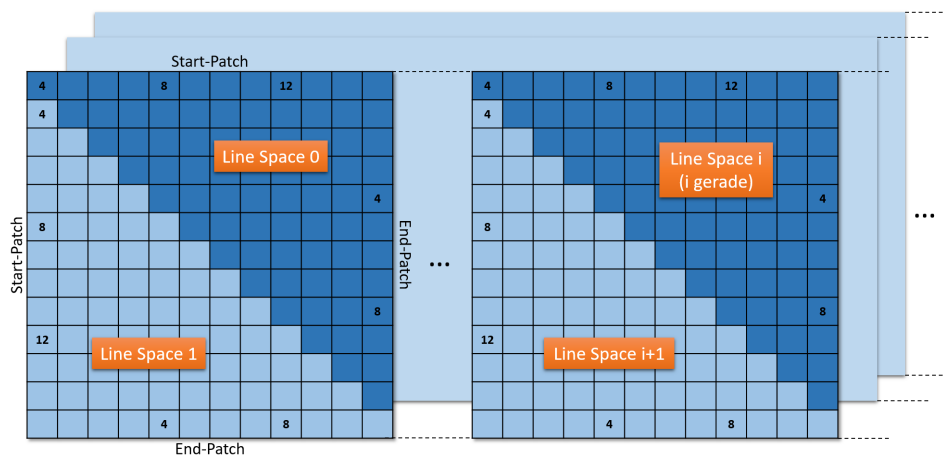 Start-Patch
4 8 12 4 8 12
4 4
Line Space 0
Line Space i
(i gerade)
4 4
8 8
...
Start-Patch
End-Patch
...
8 8
12 12
Line Space 1
Line Space i+1
4 8 4 8
End-Patch